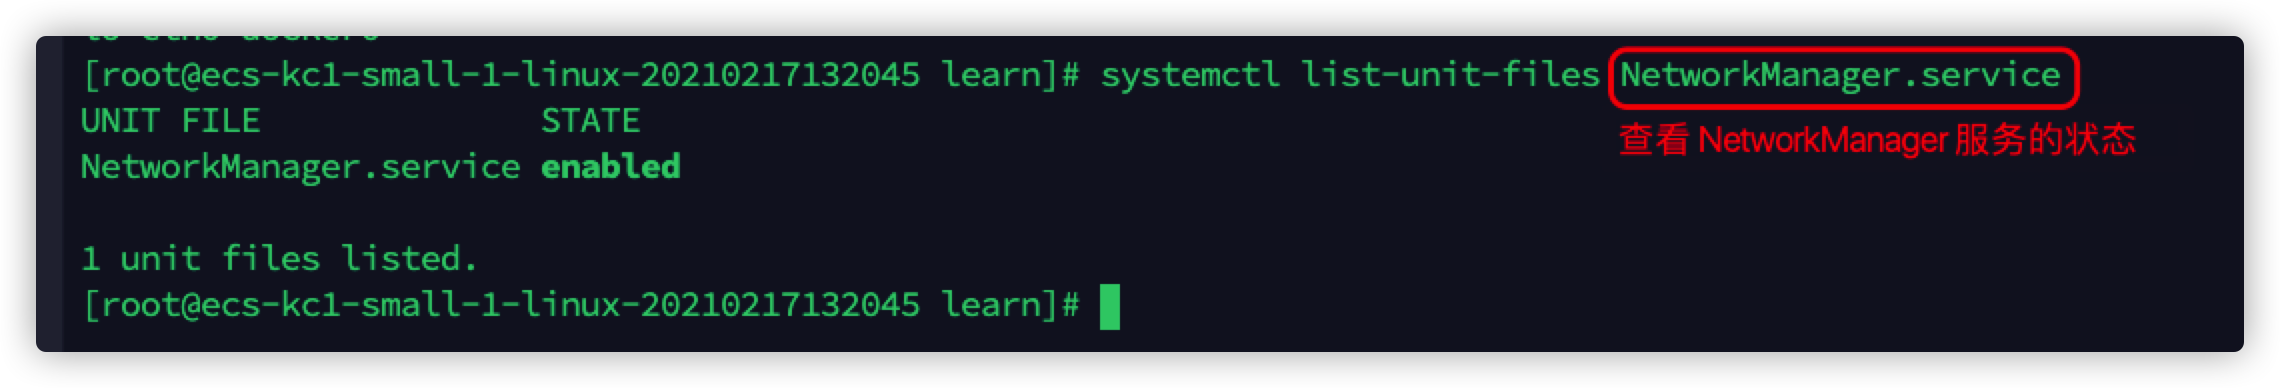 [root@ecs-kc1-small-1-linux-20210217132045 learn]# systemctl list-unit-files NetworkManager.service
UNIT FILE STATE
查看 NetworkManager 服务的状态
NetworkManager.service enabled
1 unit files listed.
[root@ecs-kc1-small-1-linux-20210217132045 learn]#